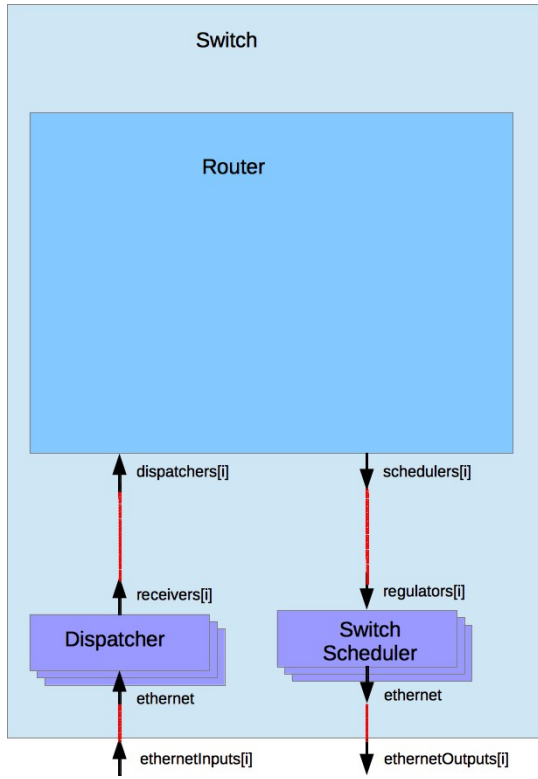 Switch
Router
dispatchers[i]
schedulers[i]
receivers[i]
regulators[i]
Dispatcher
Switch
Scheduler
ethernet
ethernet
ethernetInputs[i]
ethernetOutputs[i]